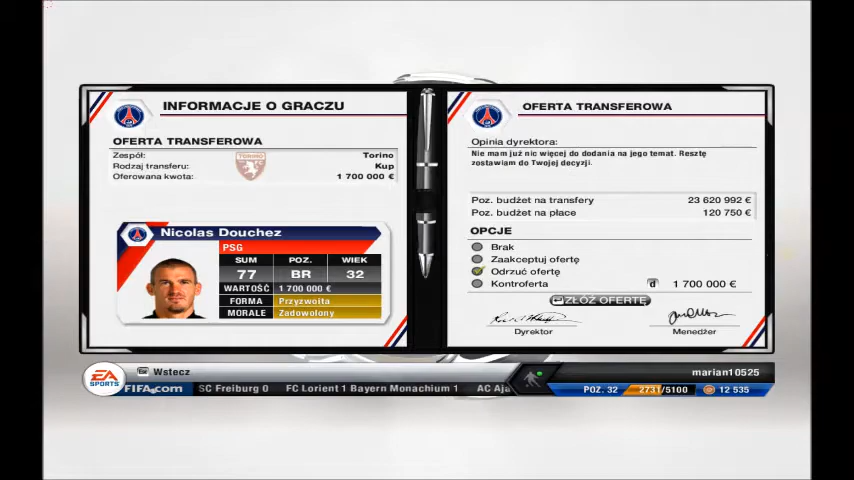 INFORMACJE O GRACZU
OFERTA TRANSFEROWA
Zespół: Torino
Rodzaj transferu: Kup
Oferowana kwota: 1 700 000 €
TORINO
Nicolas Douchez
PSG
SUM POZ. WIEK
77 BR 32
WARTOŚĆ 1 700 000 €
FORMA Przyzwoita
MORALE Zadowolony
OFERTA TRANSFEROWA
Opinia dyrektora:
Nie mam już nic więcej do dodania na jego temat. Resztę
zostawiam do Twojej decyzji.
Poz. budżet na transfery 23 620 992 €
Poz. budżet na płace 120 750 €
OPCJE
Brak
Zaakceptuj ofertę
Odrzuć ofertę
Kontroferta d 1 700 000 €
ZŁÓŻ OFERTĘ
Dyrektor Menedżer
Wstecz marian10525
EA SPORTS
FIFA.com SC Freiburg 0 FC Lorient 1 Bayern Monachium 1 AC Aja
POZ. 32 2731/5100 12 535